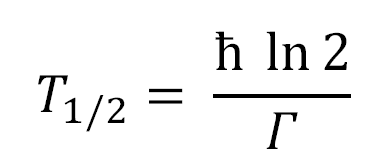 T₁/₂ = ħ ln 2 / Γ